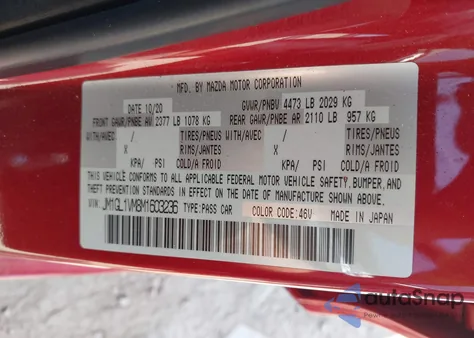 MFD. BY MAZDA MOTOR CORPORATION
DATE 10/20 GVWR/PNBV 4473 LB 2029 KG
FRONT GAWR/PNBE AV 2377 LB 1078 KG REAR GAWR/PNBE AR 2110 LB 957 KG
WITH/AVEC / TIRES/PNEUS WITH/AVEC / TIRES/PNEUS
X RIMS/JANTES X RIMS/JANTES
KPA/ PSI COLD/A FROID KPA/ PSI COLD/A FROID
THIS VEHICLE CONFORMS TO ALL APPLICABLE FEDERAL MOTOR VEHICLE SAFETY, BUMPER, AND
THEFT PREVENTION STANDARDS IN EFFECT ON THE DATE OF MANUFACTURE SHOWN ABOVE.
VIN: JM1GL1VM8M1603236 TYPE: PASS CAR COLOR CODE: 46V MADE IN JAPAN
autoSnap